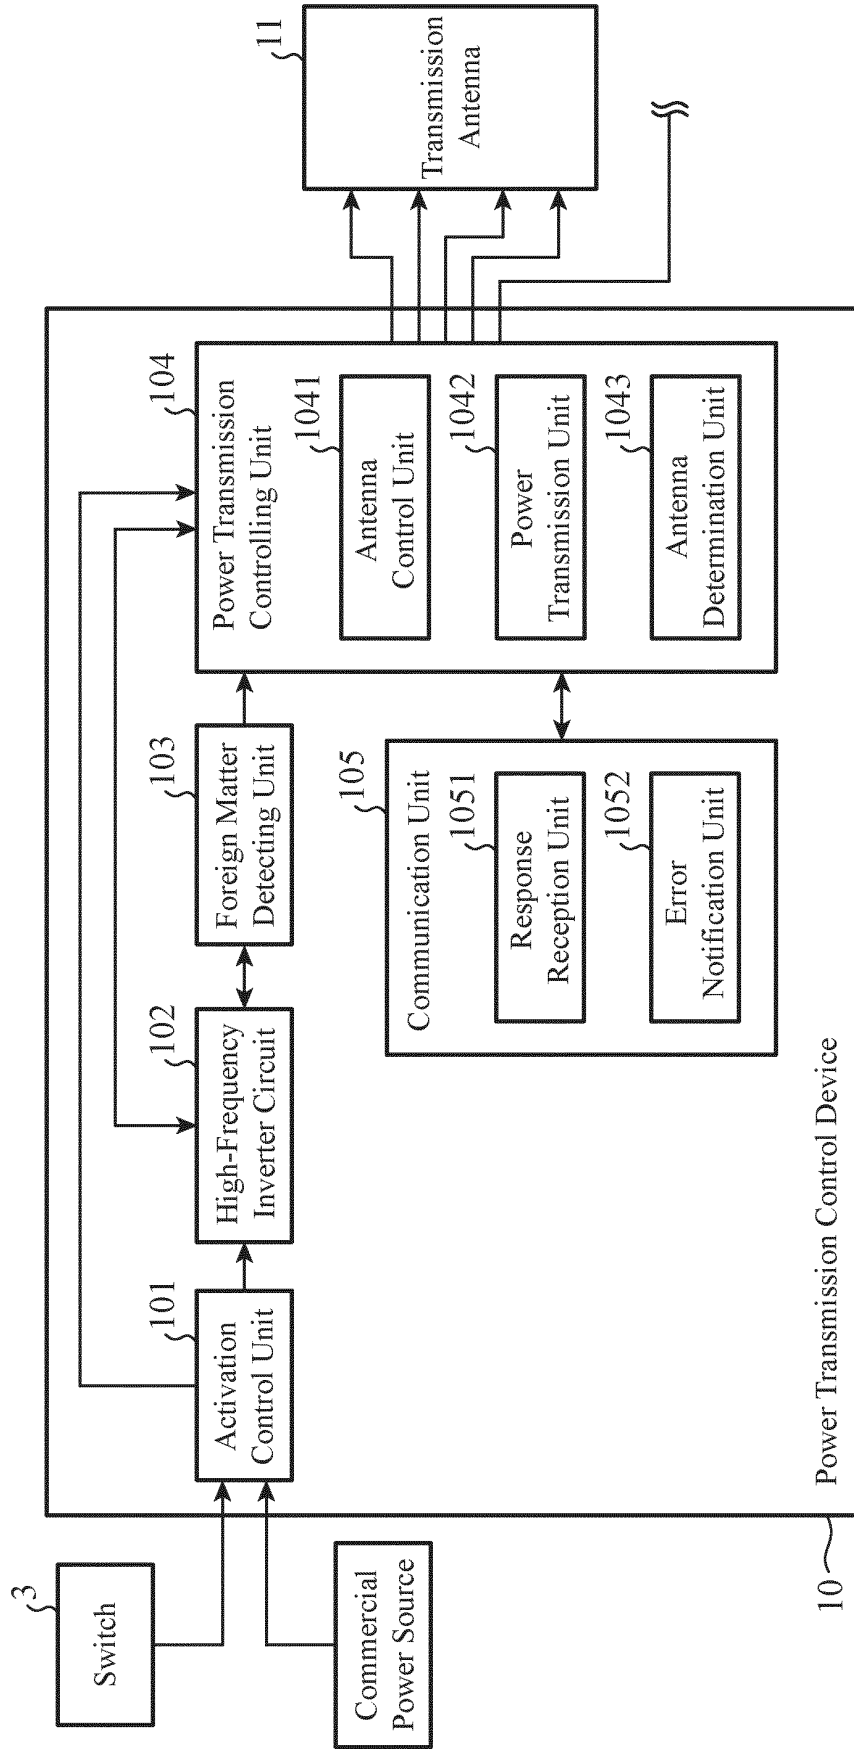 3
Switch
Commercial
Power Source
101
Activation
Control Unit
102
High-Frequency
Inverter Circuit
103
Foreign Matter
Detecting Unit
104
Power Transmission
Controlling Unit
1041
Antenna
Control Unit
1042
Power
Transmission Unit
1043
Antenna
Determination Unit
105
Communication Unit
1051
Response
Reception Unit
1052
Error
Notification Unit
11
Transmission
Antenna
10
Power Transmission Control Device